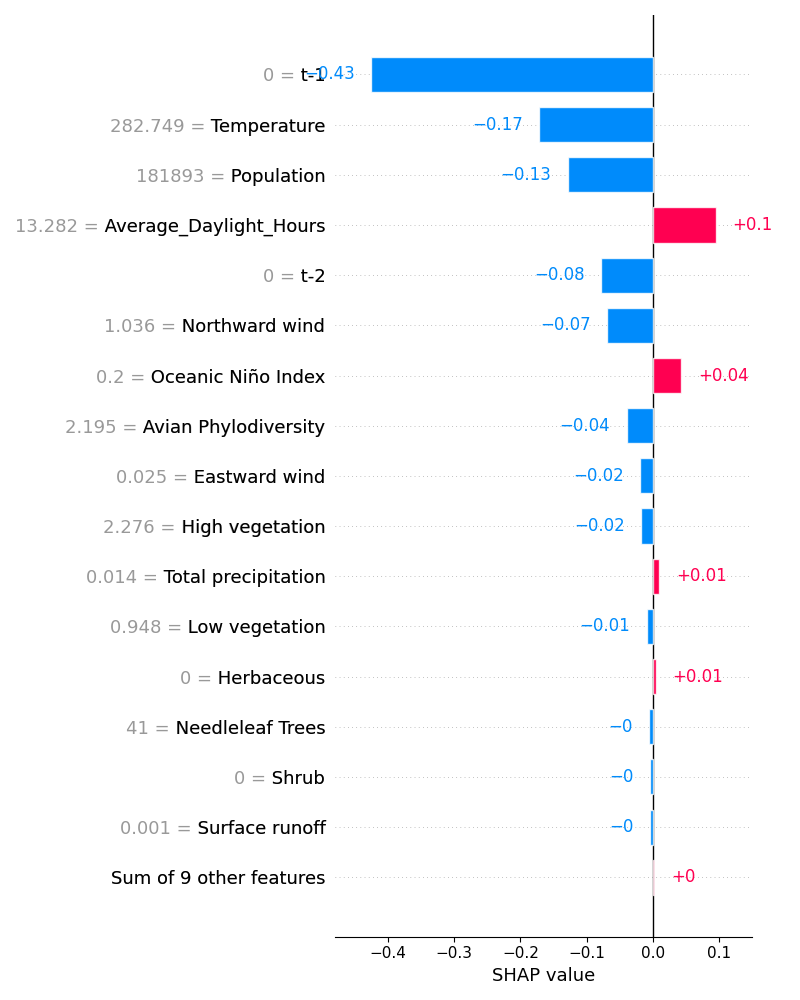 0 = t-1 −0.43
282.749 = Temperature −0.17
181893 = Population −0.13
13.282 = Average_Daylight_Hours +0.1
0 = t-2 −0.08
1.036 = Northward wind −0.07
0.2 = Oceanic Niño Index +0.04
2.195 = Avian Phylodiversity −0.04
0.025 = Eastward wind −0.02
2.276 = High vegetation −0.02
0.014 = Total precipitation +0.01
0.948 = Low vegetation −0.01
0 = Herbaceous +0.01
41 = Needleleaf Trees −0
0 = Shrub −0
0.001 = Surface runoff −0
Sum of 9 other features +0
−0.4 −0.3 −0.2 −0.1 0.0 0.1
SHAP value